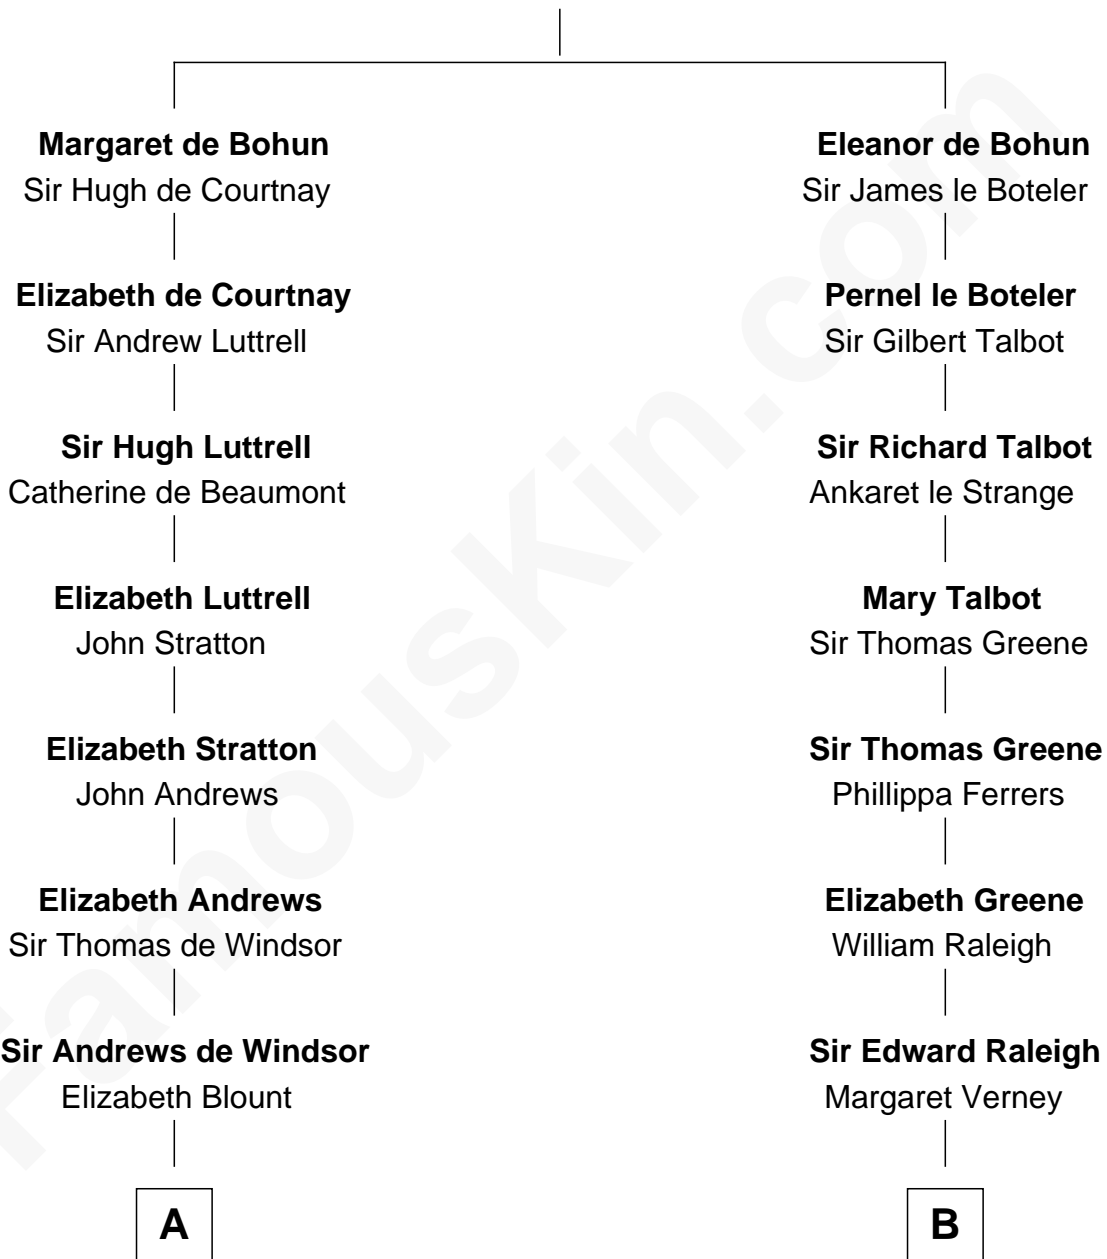 Margaret de Bohun
Sir Hugh de Courtnay
Elizabeth de Courtnay
Sir Andrew Luttrell
Sir Hugh Luttrell
Catherine de Beaumont
Elizabeth Luttrell
John Stratton
Elizabeth Stratton
John Andrews
Elizabeth Andrews
Sir Thomas de Windsor
Sir Andrews de Windsor
Elizabeth Blount
A
Eleanor de Bohun
Sir James le Boteler
Pernel le Boteler
Sir Gilbert Talbot
Sir Richard Talbot
Ankaret le Strange
Mary Talbot
Sir Thomas Greene
Sir Thomas Greene
Phillippa Ferrers
Elizabeth Greene
William Raleigh
Sir Edward Raleigh
Margaret Verney
B
FamousKin.com